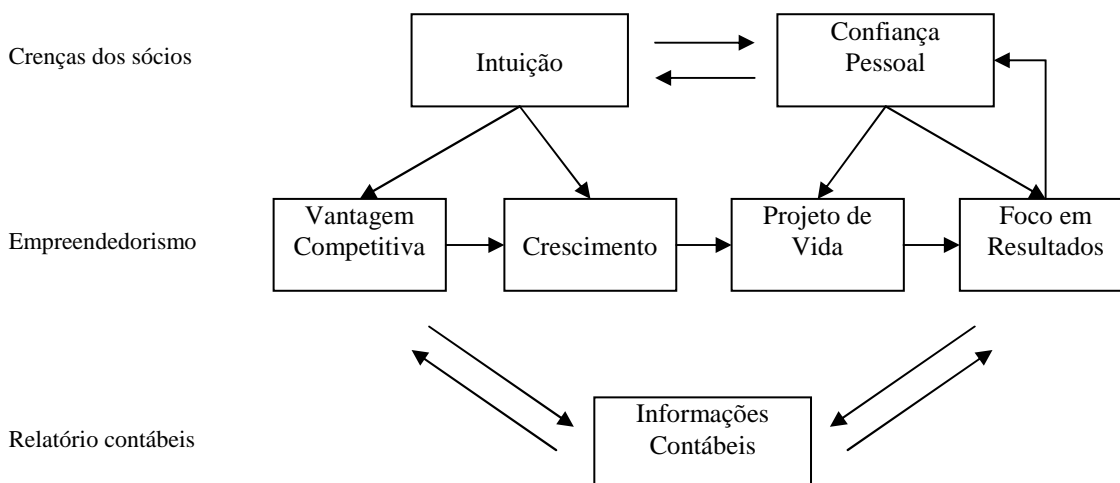 Crenças dos sócios
Intuição
Confiança
Pessoal
Empreendedorismo
Vantagem
Competitiva
Crescimento
Projeto de
Vida
Foco em
Resultados
Relatório contábeis
Informações
Contábeis